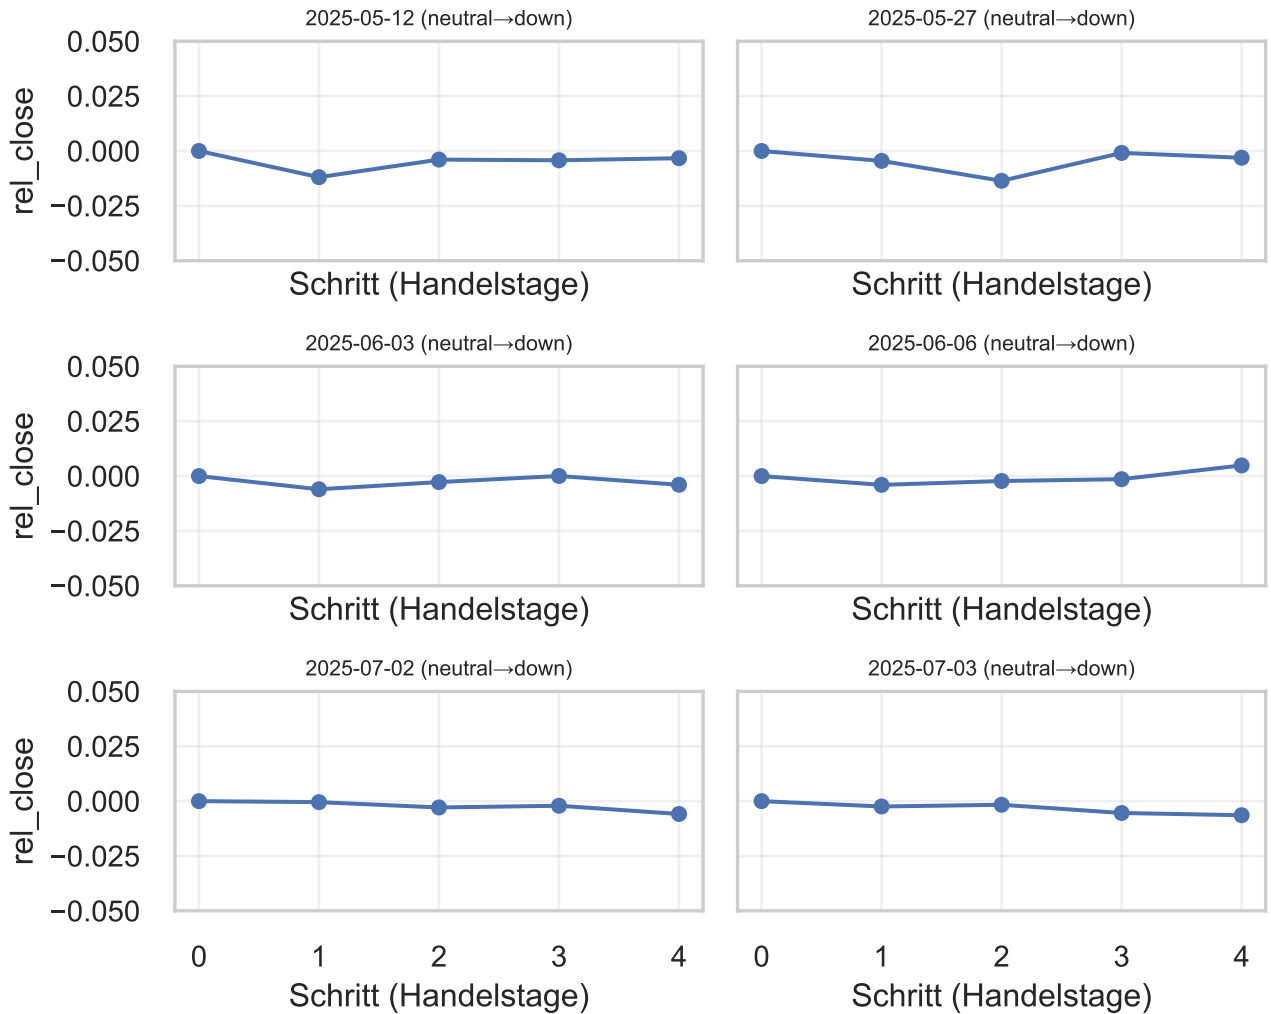 2025-05-12 (neutral→down)
2025-05-27 (neutral→down)
0.050
0.025
0.000
−0.025
−0.050
rel_close
Schritt (Handelstage)
Schritt (Handelstage)
2025-06-03 (neutral→down)
2025-06-06 (neutral→down)
0.050
0.025
0.000
−0.025
−0.050
rel_close
Schritt (Handelstage)
Schritt (Handelstage)
2025-07-02 (neutral→down)
2025-07-03 (neutral→down)
0.050
0.025
0.000
−0.025
−0.050
rel_close
0 1 2 3 4
0 1 2 3 4
Schritt (Handelstage)
Schritt (Handelstage)